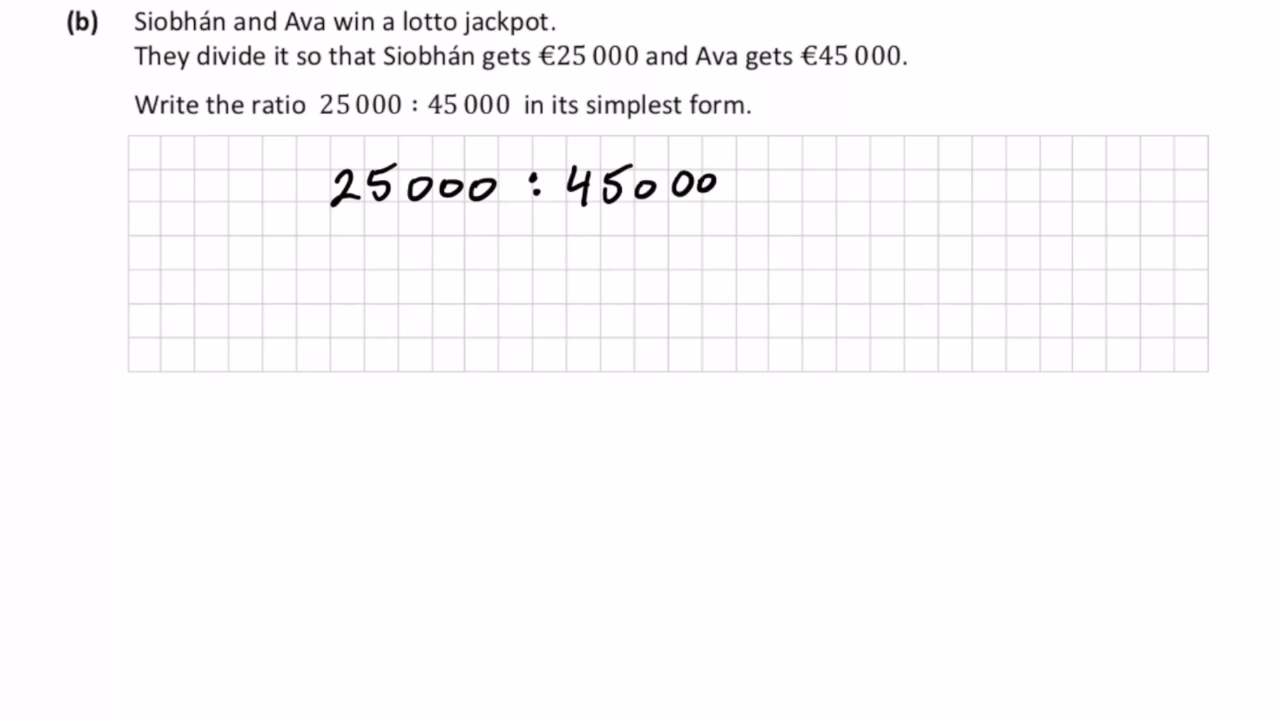 (b) Siobhán and Ava win a lotto jackpot.
They divide it so that Siobhán gets €25 000 and Ava gets €45 000.
Write the ratio 25 000 : 45 000 in its simplest form.
25000 : 45000